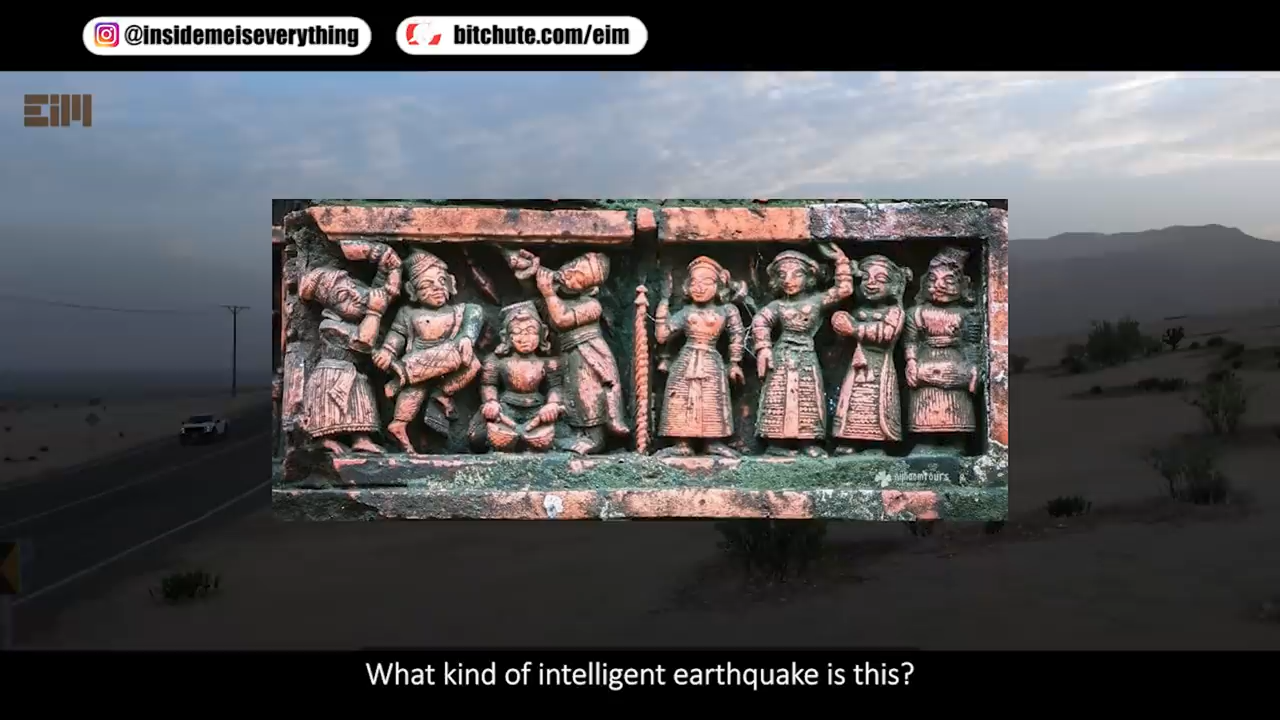 @insidemeiseverything
bitchute.com/eim
EiM
What kind of intelligent earthquake is this?